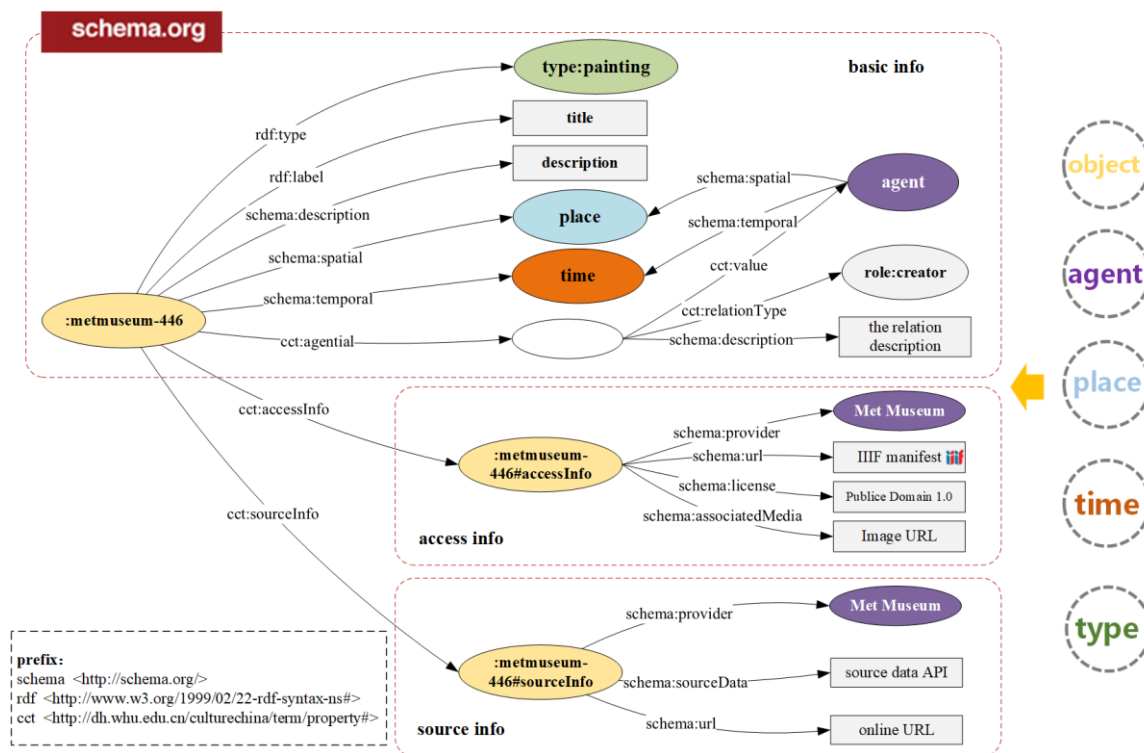 schema.org
type:painting
basic info
title
rdf:type
rdf:label
description
schema:spatial
agent
schema:description
place
schema:temporal
schema:spatial
cct:value
time
role:creator
schema:temporal
:metmuseum-446
cct:relationType
cct:agential
schema:description
the relation
description
cct:accessInfo
Met Museum
schema:provider
:metmuseum-
446#accessInfo
schema:url
IIIF manifest iiif
schema:license
Publice Domain 1.0
schema:associatedMedia
Image URL
access info
cct:sourceInfo
Met Museum
schema:provider
:metmuseum-
446#sourceInfo
schema:sourceData
source data API
schema:url
online URL
source info
prefix:
schema <http://schema.org/>
rdf <http://www.w3.org/1999/02/22-rdf-syntax-ns#>
cct <http://dh.whu.edu.cn/culturechina/term/property#>
object
agent
place
time
type